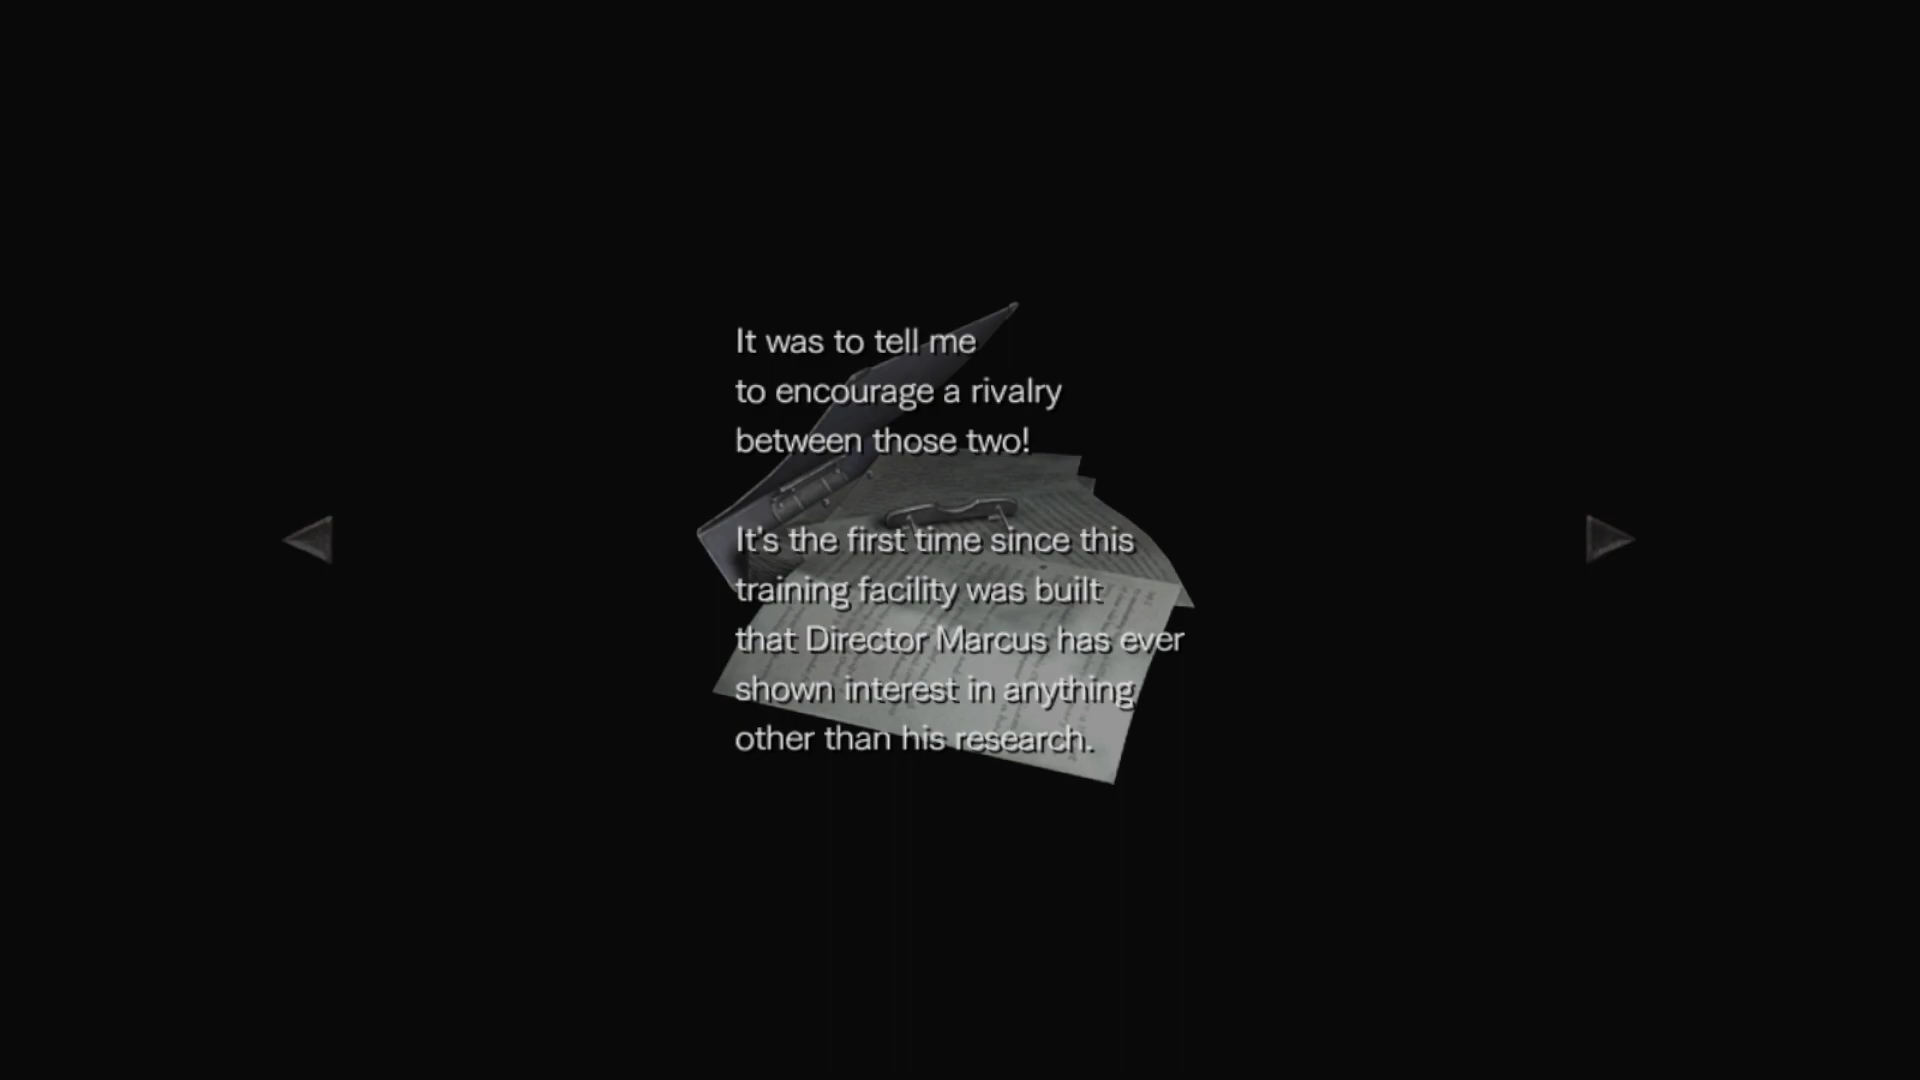 It was to tell me
to encourage a rivalry
between those two!
It's the first time since this
training facility was built
that Director Marcus has ever
shown interest in anything
other than his research.